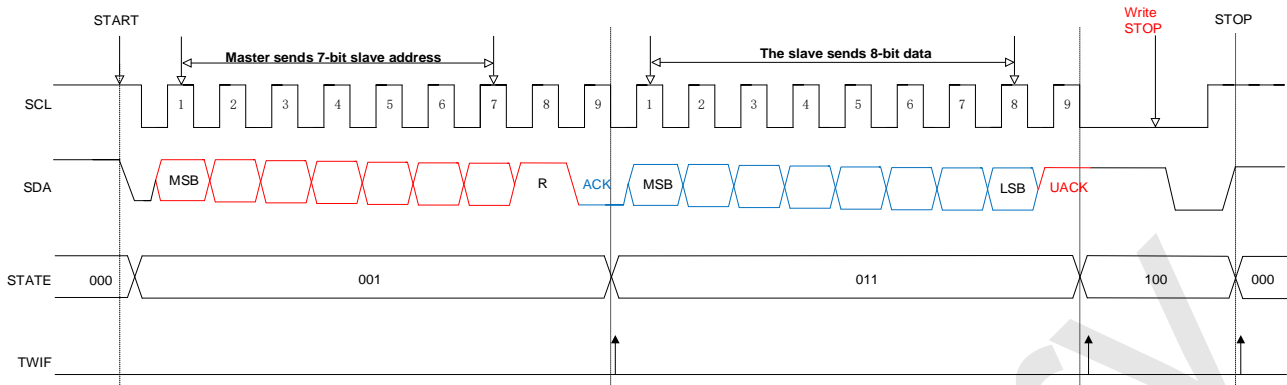 START
Write
STOP
STOP
Master sends 7-bit slave address
The slave sends 8-bit data
SCL 1 2 3 4 5 6 7 8 9 1 2 3 4 5 6 7 8 9
SDA MSB R ACK MSB LSB UACK
STATE 000 001 011 100 000
TWIF